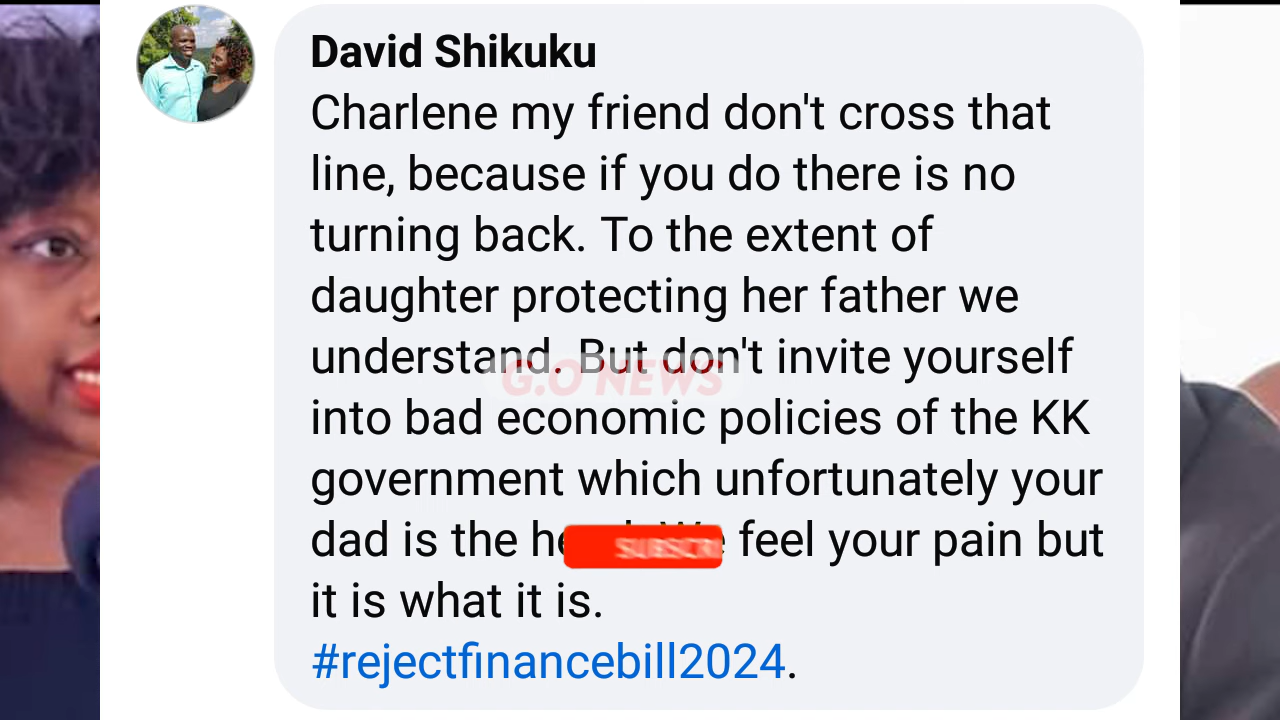 David Shikuku
Charlene my friend don't cross that
line, because if you do there is no
turning back. To the extent of
daughter protecting her father we
understand. But don't invite yourself
into bad economic policies of the KK
government which unfortunately your
dad is the feel your pain but
it is what it is.
#rejectfinancebill2024.
G.O NEWS
SUBSCRI